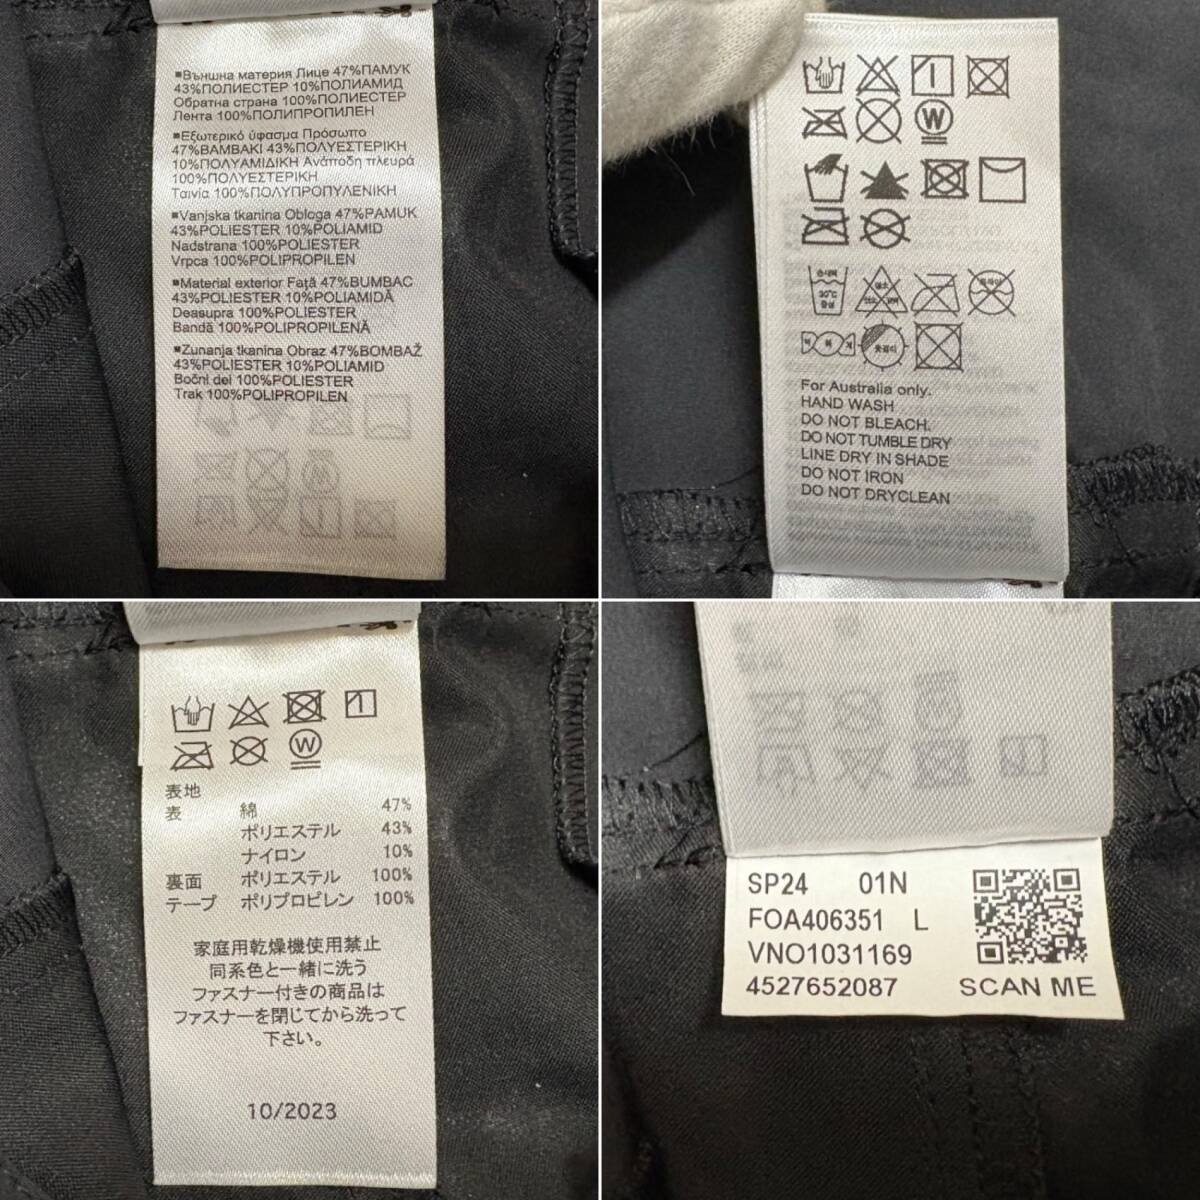 ■Външна материя Лице 47%ПАМУК
43%ПОЛИЕСТЕР 10%ПОЛИАМИД
Обратна страна 100%ПОЛИЕСТЕР
Лента 100%ПОЛИПРОПИЛЕН
■Εξωτερικό ύφασμα Πρόσωπο
47%ΒΑΜΒΑΚΙ 43%ΠΟΛΥΕΣΤΕΡΙΚΗ
10%ΠΟΛΥΑΜΙΔΙΚΗ Ανάποδη πλευρά
100%ΠΟΛΥΕΣΤΕΡΙΚΗ
Ταινία 100%ΠΟΛΥΠΡΟΠΥΛΕΝΙΚΗ
■Vanjska tkanina Obloga 47%PAMUK
43%POLIESTER 10%POLIAMID
Nadstrana 100%POLIESTER
Vrpca 100%POLIPROPILEN
■Material exterior Faţă 47%BUMBAC
43%POLIESTER 10%POLIAMIDĂ
Deasupra 100%POLIESTER
Bandă 100%POLIPROPILENĂ
■Zunanja tkanina Obraz 47%BOMBAŽ
43%POLIESTER 10%POLIAMID
Bočni del 100%POLIESTER
Trak 100%POLIPROPILEN
W
손세탁
30°C
중성
For Australia only.
HAND WASH
DO NOT BLEACH.
DO NOT TUMBLE DRY
LINE DRY IN SHADE
DO NOT IRON
DO NOT DRYCLEAN
W
表地
表 綿 47%
ポリエステル 43%
ナイロン 10%
裏面 ポリエステル 100%
テープ ポリプロピレン 100%
家庭用乾燥機使用禁止
同系色と一緒に洗う
ファスナー付きの商品は
ファスナーを閉じてから洗って
下さい。
10/2023
SP24 01N
FOA406351 L
VNO1031169
4527652087 SCAN ME